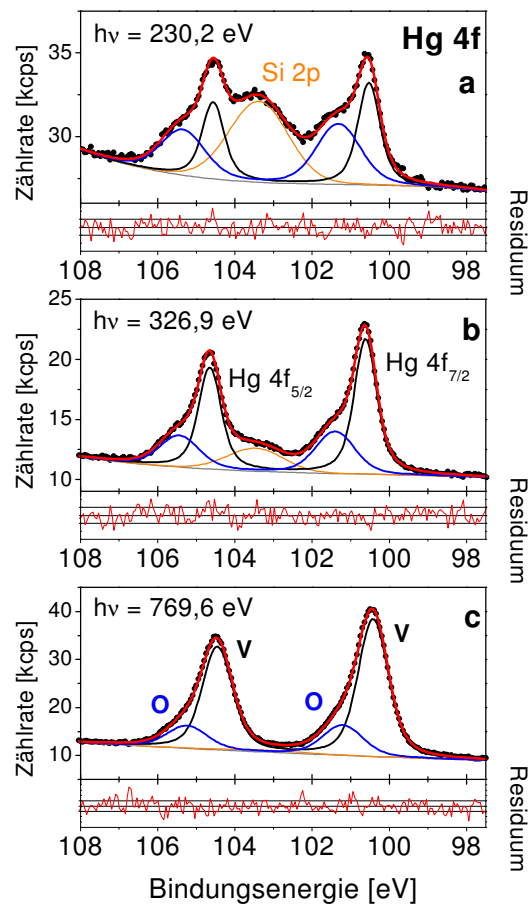 hν = 230,2 eV
Hg 4f
a
Si 2p
Zählrate [kcps]
35
30
Residuum
108 106 104 102 100 98
hν = 326,9 eV
b
Hg 4f5/2
Hg 4f7/2
Zählrate [kcps]
25
20
15
10
Residuum
108 106 104 102 100 98
hν = 769,6 eV
c
O
V
O
V
Zählrate [kcps]
40
30
20
10
Residuum
108 106 104 102 100 98
Bindungsenergie [eV]